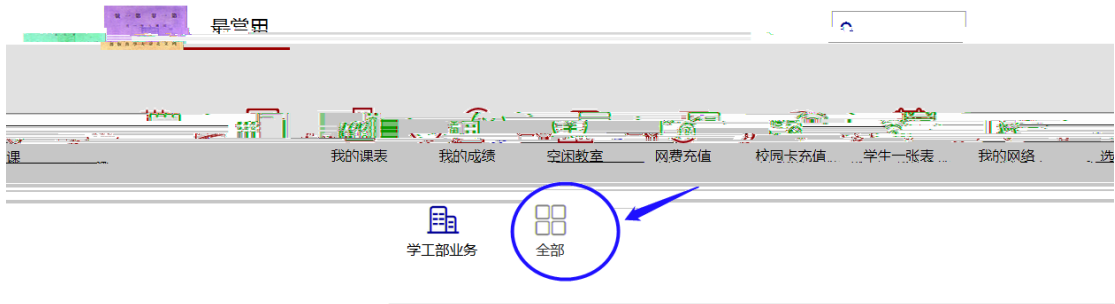 最常用
课 我的课表 我的成绩 空闲教室 网费充值 校园卡充值 学生一张表 我的网络 选
学工部业务 全部